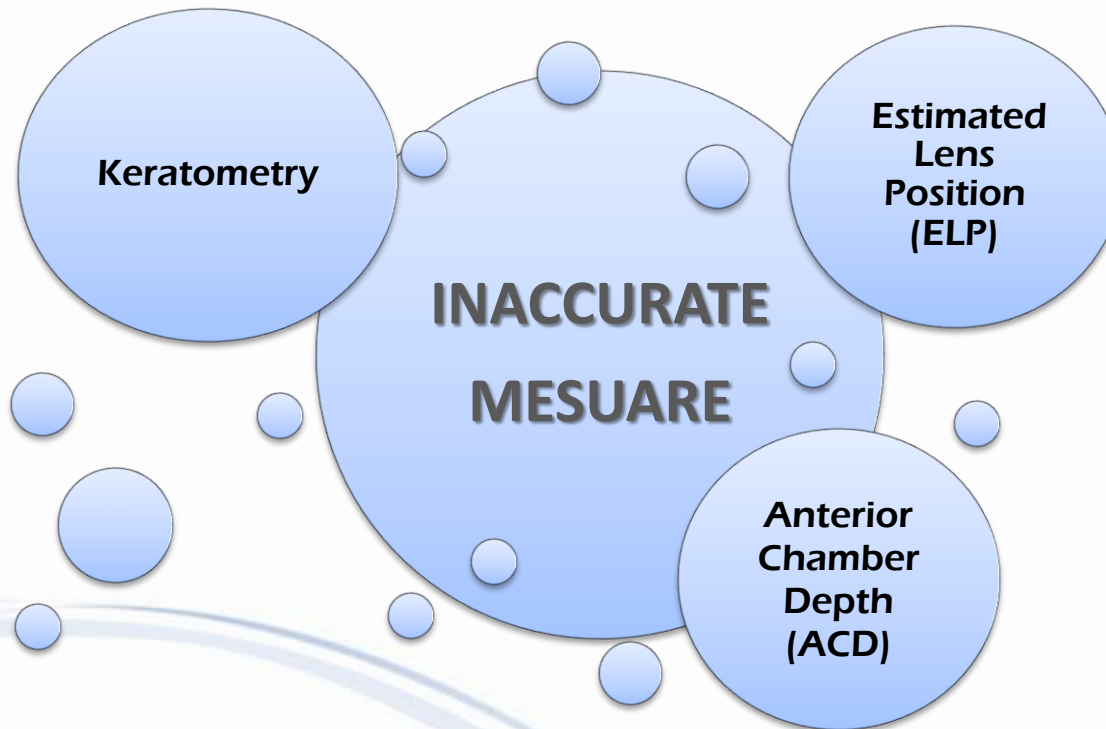 Keratometry
Estimated
Lens
Position
(ELP)
INACCURATE
MESUARE
Anterior
Chamber
Depth
(ACD)